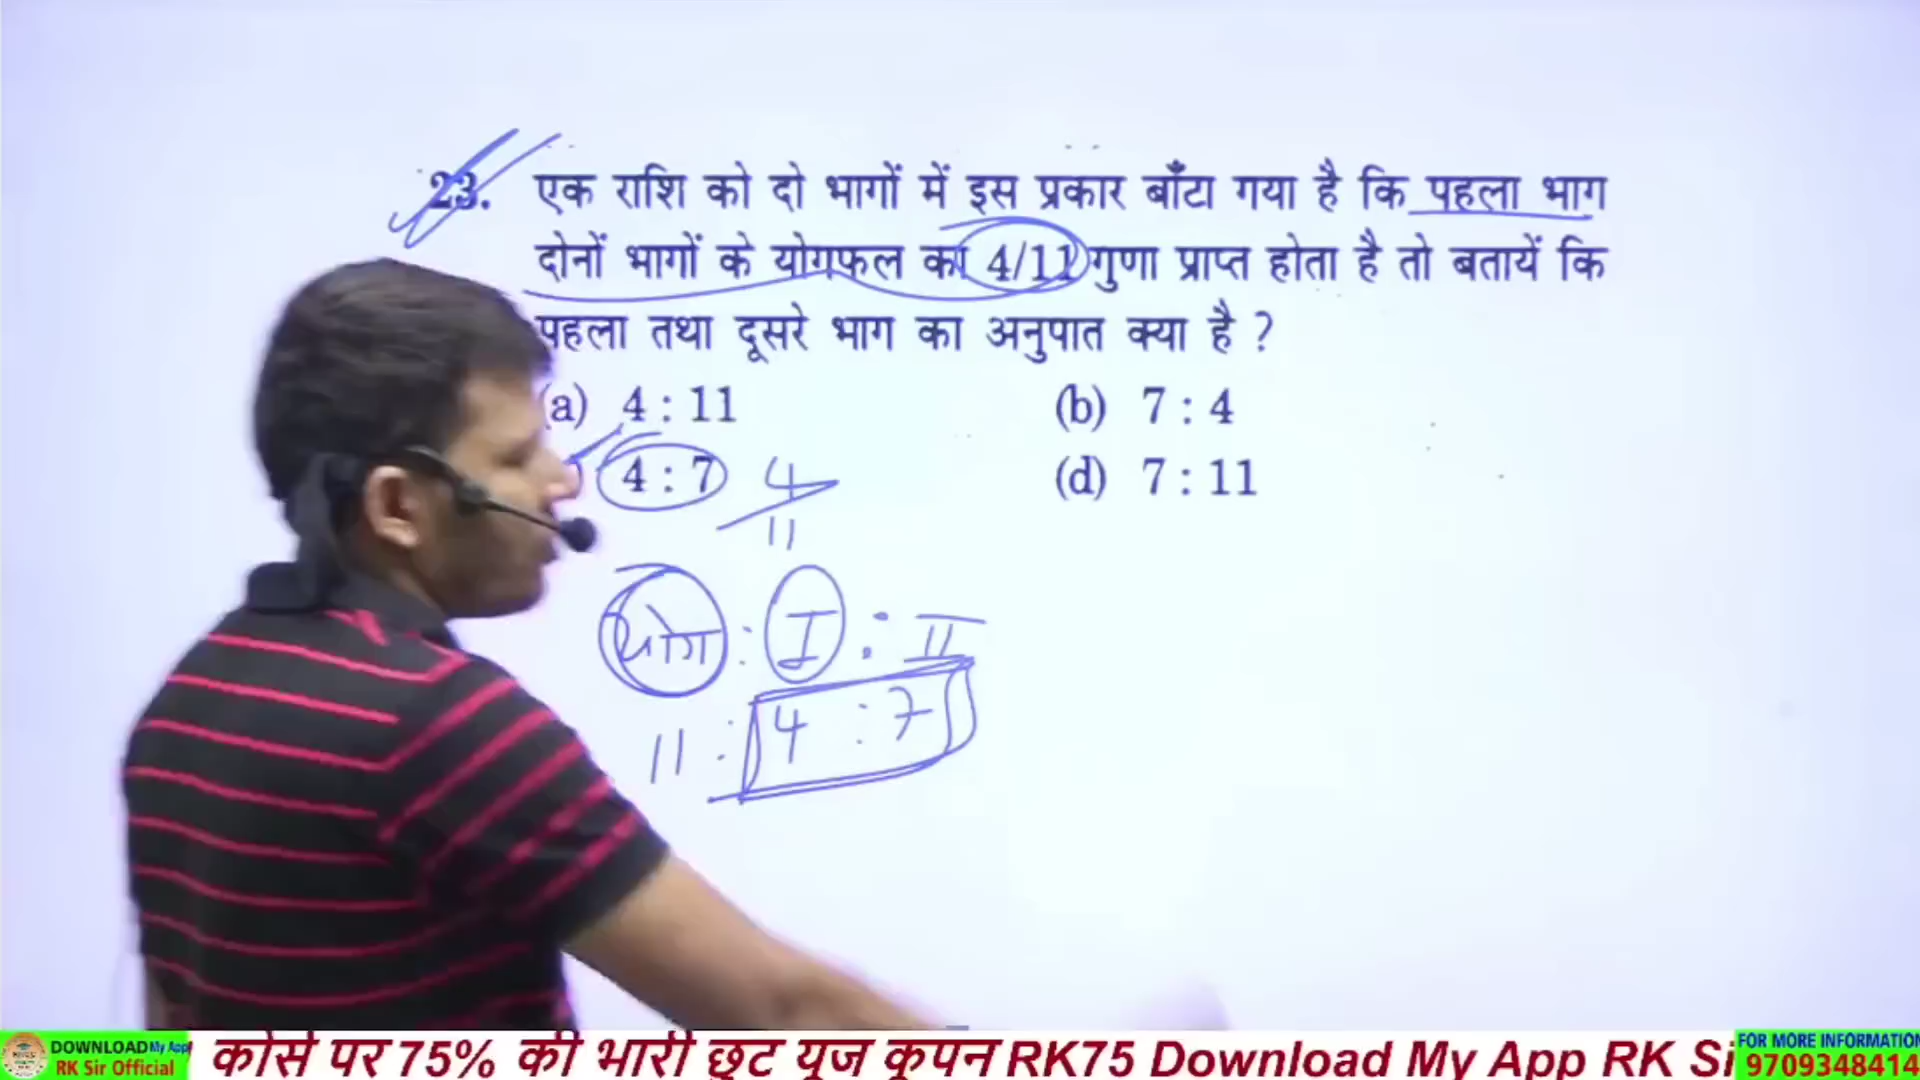 23. एक राशि को दो भागों में इस प्रकार बाँटा गया है कि पहला भाग
दोनों भागों के योगफल का 4/11 गुणा प्राप्त होता है तो बतायें कि
पहला तथा दूसरे भाग का अनुपात क्या है ?
(a) 4 : 11 (b) 7 : 4
) 4 : 7 (d) 7 : 11
4
11
योग : I : II
11 : 4 : 7
DOWNLOAD My App
RK Sir Official
कोर्स पर 75% की भारी छूट यूज कूपन RK75 Download My App RK Si
FOR MORE INFORMATION
9709348414